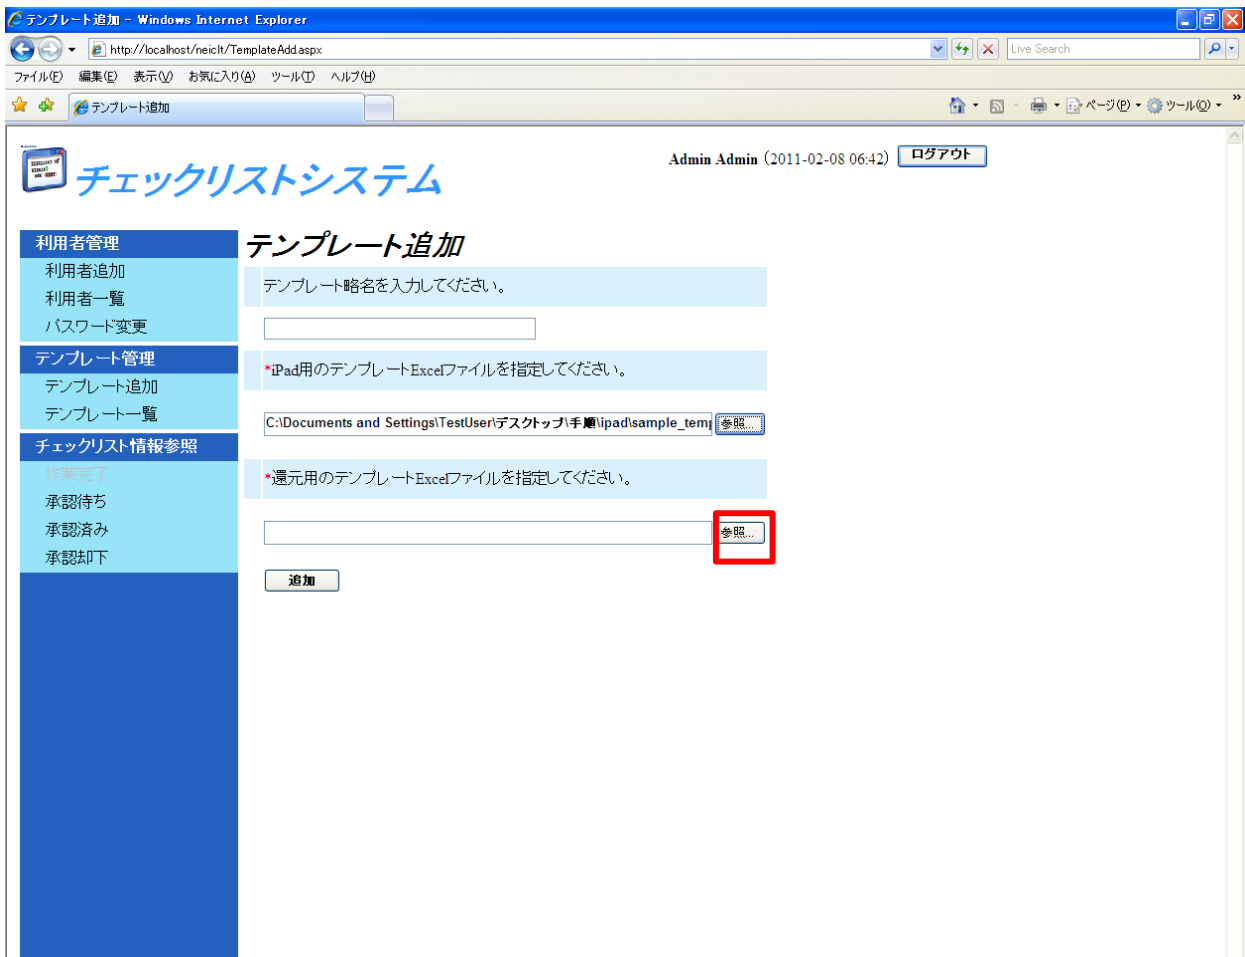 テンプレート追加 - Windows Internet Explorer
http://localhost/neiclt/TemplateAdd.aspx
Live Search
ファイル(F) 編集(E) 表示(V) お気に入り(A) ツール(T) ヘルプ(H)
テンプレート追加
ページ(P) ツール(O) »
チェックリストシステム
Admin Admin (2011-02-08 06:42) ログアウト
利用者管理
利用者追加
利用者一覧
パスワード変更
テンプレート管理
テンプレート追加
テンプレート一覧
チェックリスト情報参照
作業完了
承認待ち
承認済み
承認却下
テンプレート追加
テンプレート略名を入力してください。
*iPad用のテンプレートExcelファイルを指定してください。
C:\Documents and Settings\TestUser\デスクトップ\手順\ipad\sample_temp 参照...
*還元用のテンプレートExcelファイルを指定してください。
参照...
追加